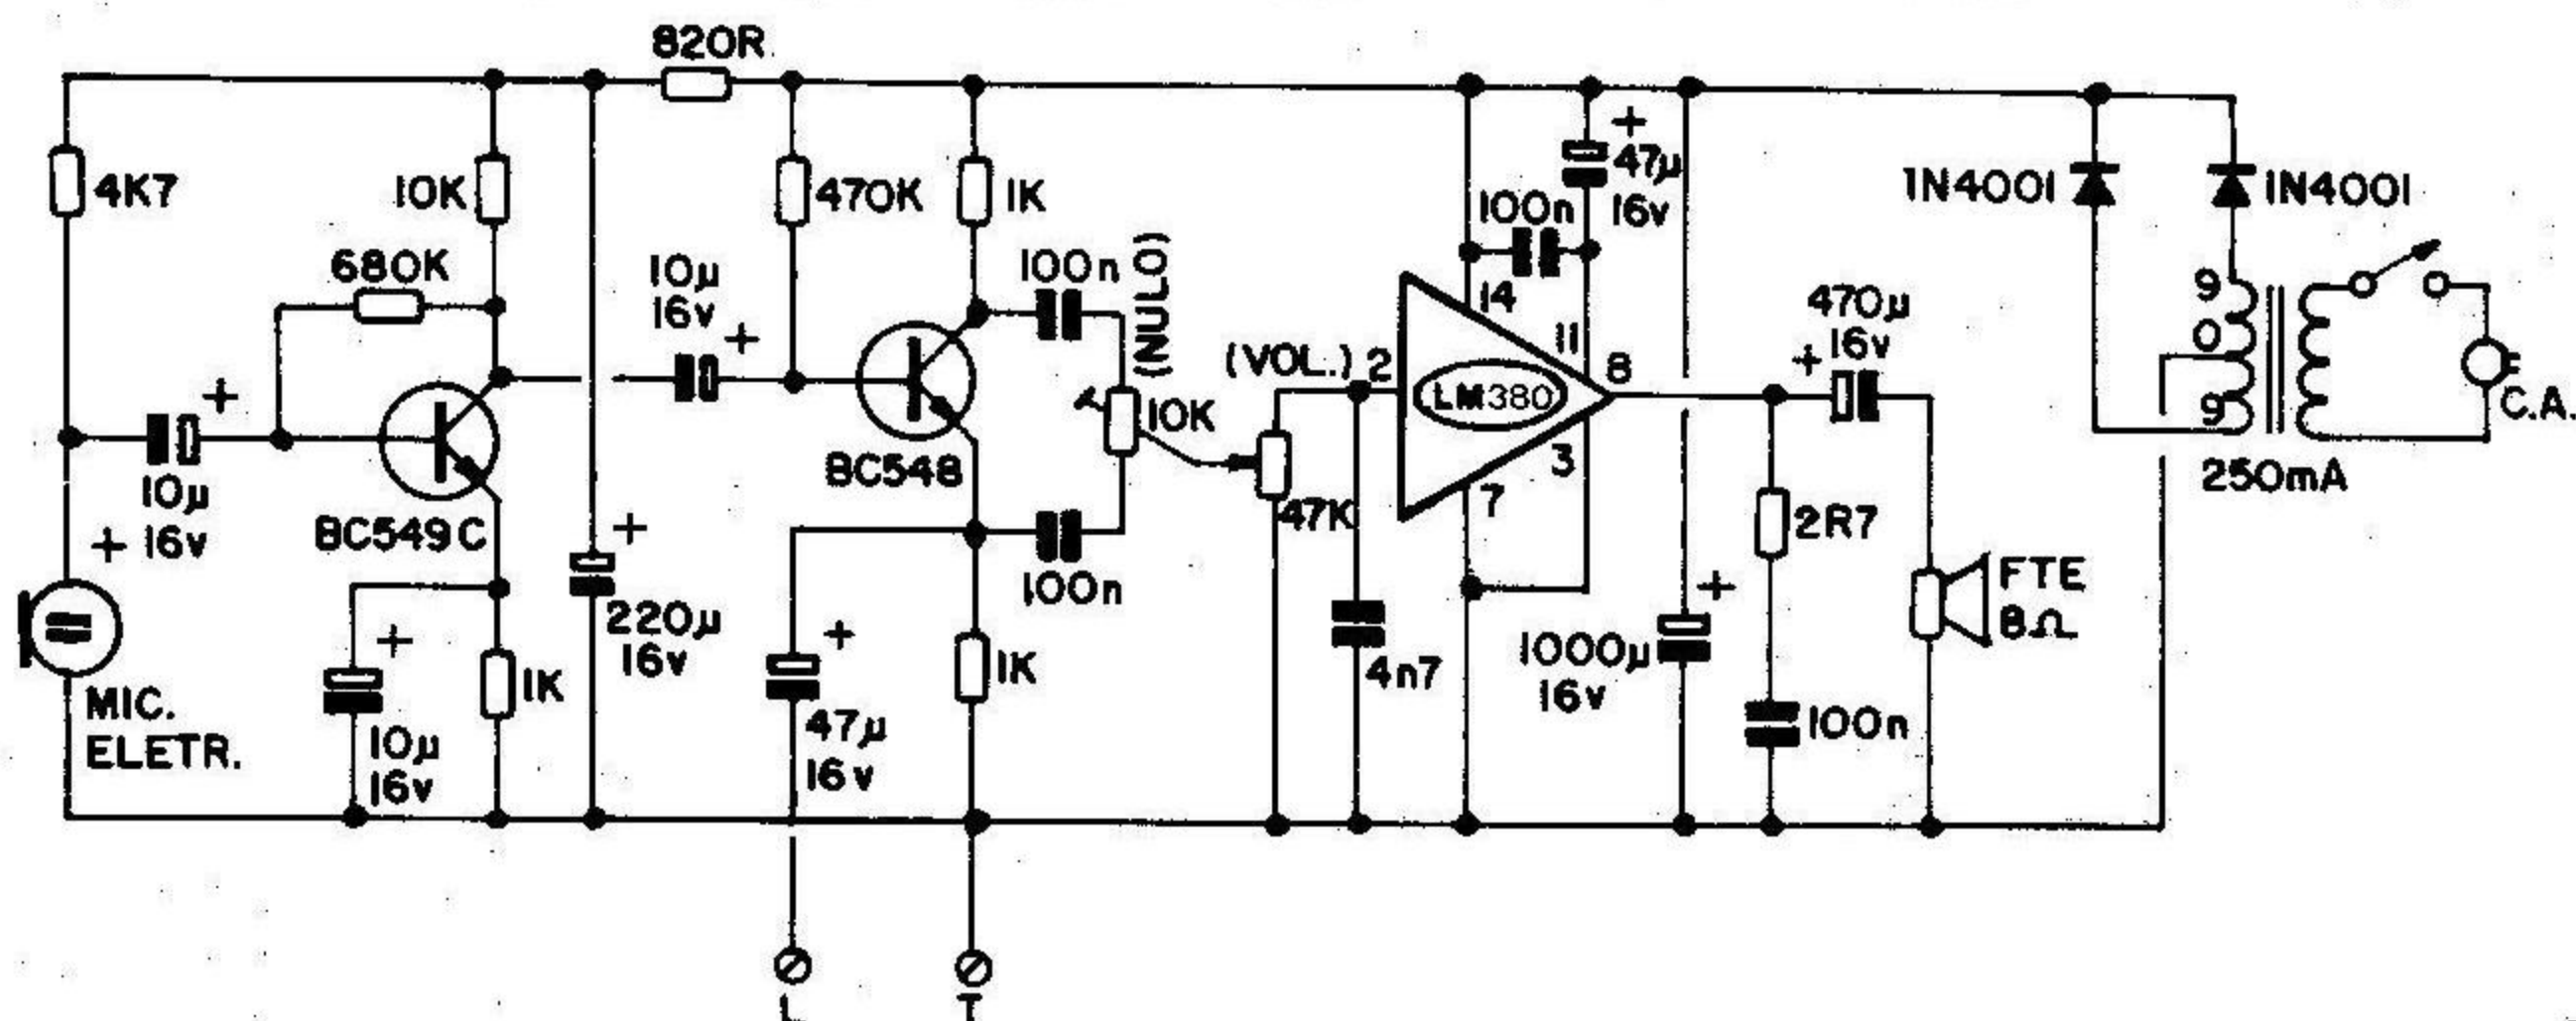 820R
4K7
10K
680K
10µ
16v
+
BC549C
+
10µ
16v
MIC.
ELETR.
+
10µ
16v
1K
+
220µ
16v
10µ
16v
+
470K
1K
BC548
100n
(NULO)
10K
100n
+
47µ
16v
1K
L
T
(VOL.)
47K
2
4n7
LM380
14
100n
+
47µ
16v
11
8
3
7
+
1000µ
16v
470µ
+ 16v
2R7
100n
FTE
8Ω
1N4001
1N4001
9
0
9
250mA
C.A.